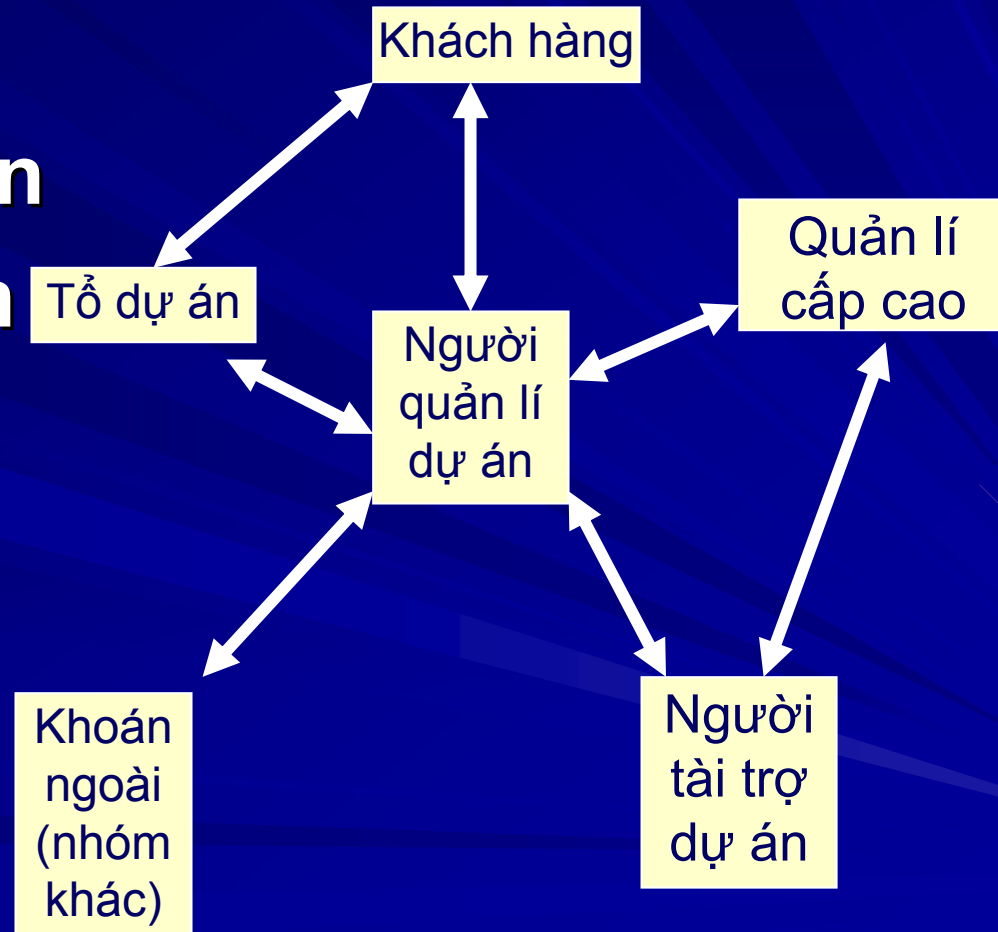 Khách hàng
n
Quản lí
cấp cao
Tổ dự án
Người
quản lí
dự án
Khoán
ngoài
(nhóm
khác)
Người
tài trợ
dự án